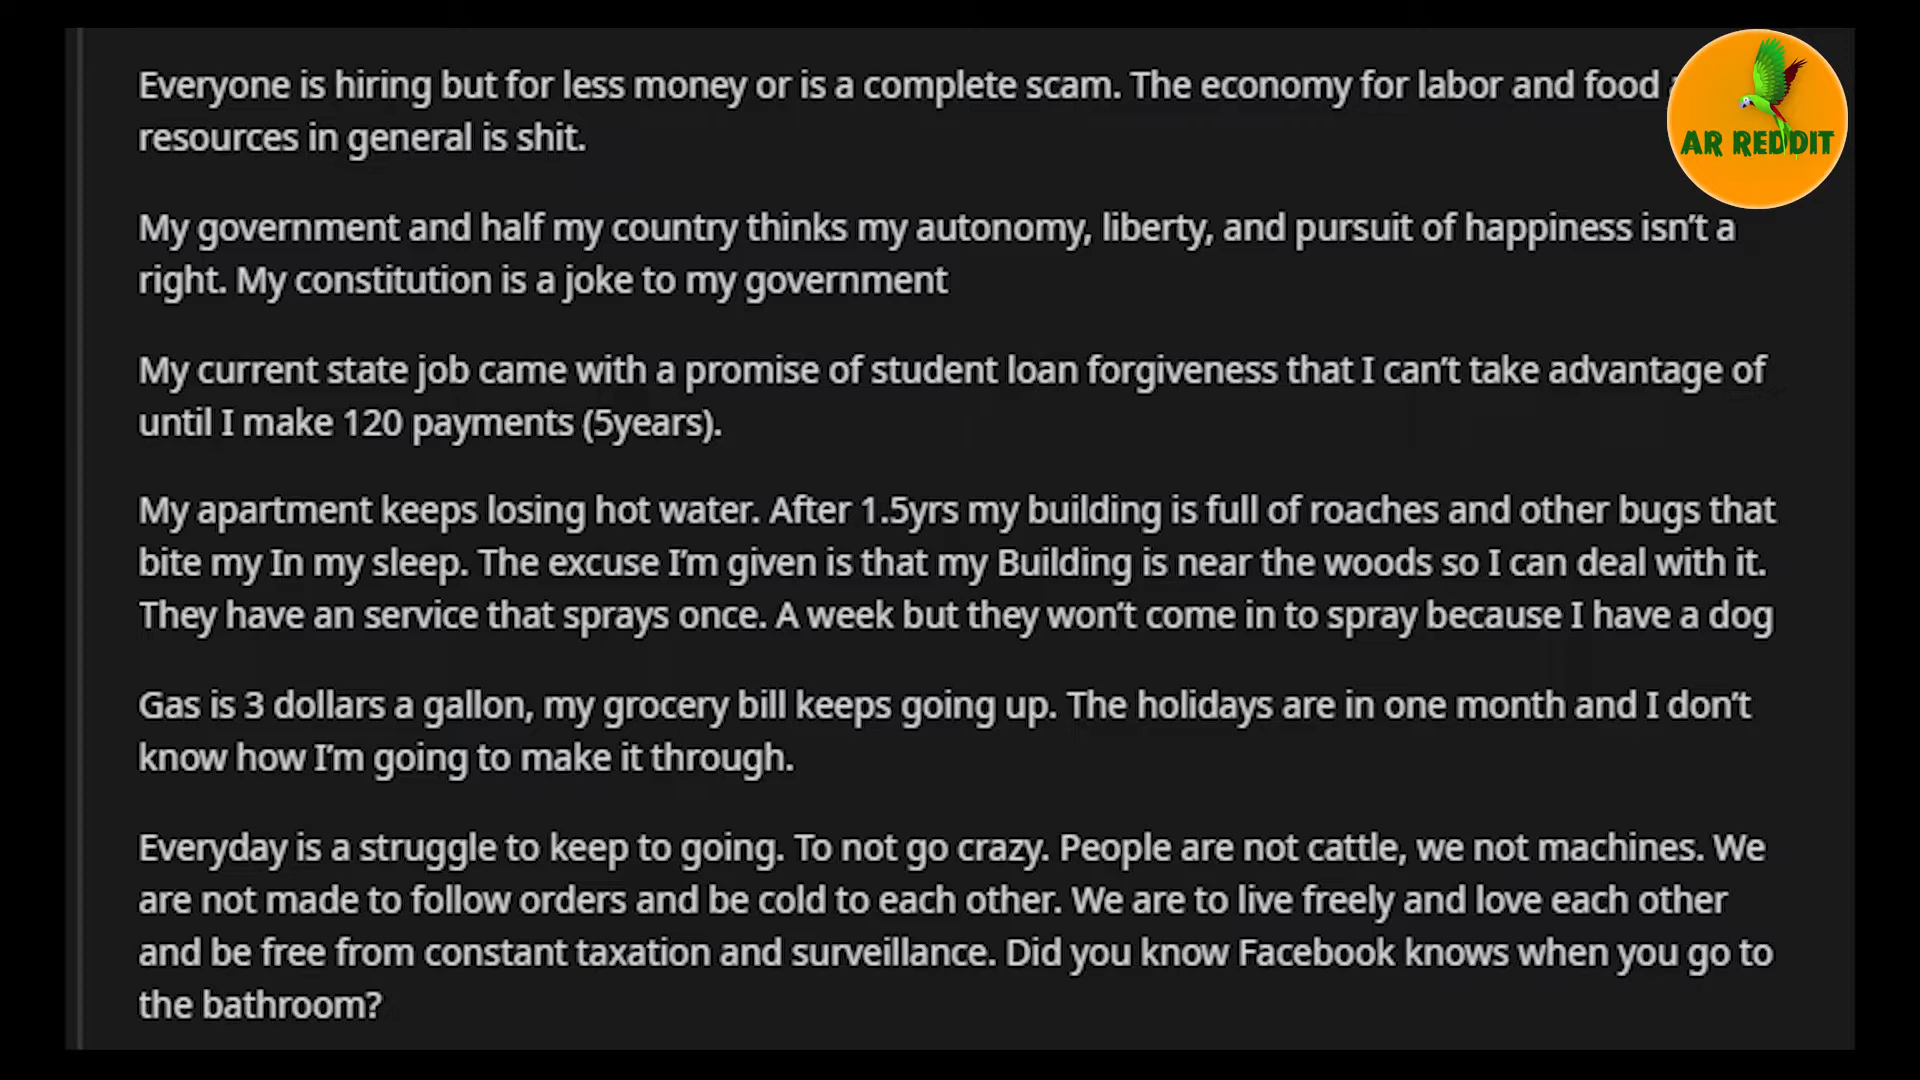 Everyone is hiring but for less money or is a complete scam. The economy for labor and food
resources in general is shit.
AR REDDIT
My government and half my country thinks my autonomy, liberty, and pursuit of happiness isn't a
right. My constitution is a joke to my government
My current state job came with a promise of student loan forgiveness that I can't take advantage of
until I make 120 payments (5years).
My apartment keeps losing hot water. After 1.5yrs my building is full of roaches and other bugs that
bite my In my sleep. The excuse I'm given is that my Building is near the woods so I can deal with it.
They have an service that sprays once. A week but they won't come in to spray because I have a dog
Gas is 3 dollars a gallon, my grocery bill keeps going up. The holidays are in one month and I don't
know how I'm going to make it through.
Everyday is a struggle to keep to going. To not go crazy. People are not cattle, we not machines. We
are not made to follow orders and be cold to each other. We are to live freely and love each other
and be free from constant taxation and surveillance. Did you know Facebook knows when you go to
the bathroom?